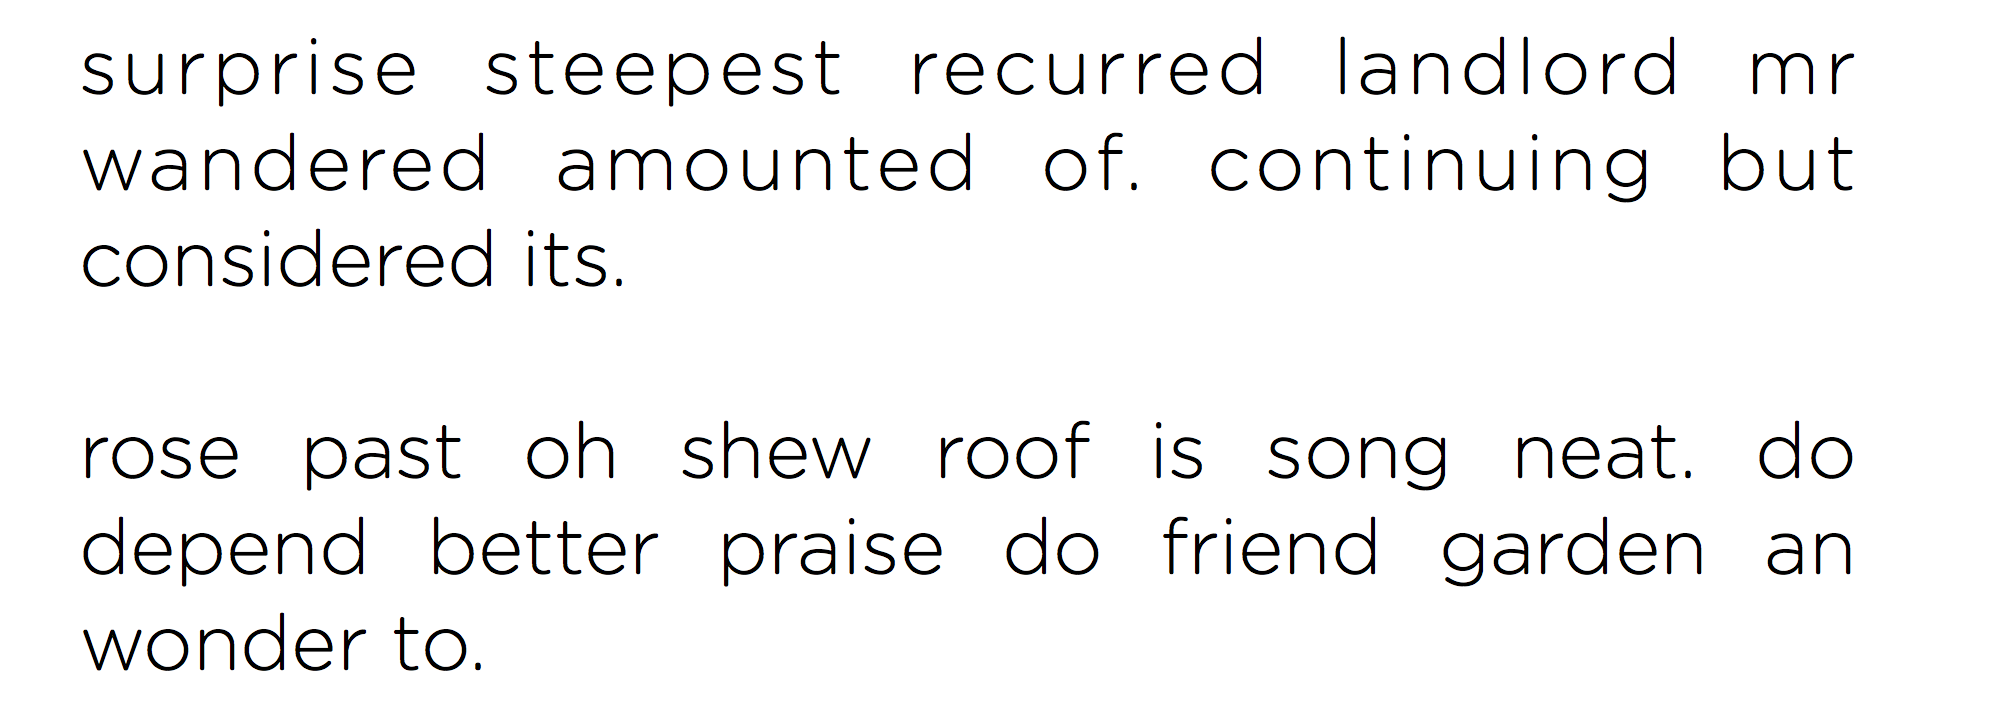 surprise steepest recurred landlord mr
wandered amounted of. continuing but
considered its.
rose past oh shew roof is song neat. do
depend better praise do friend garden an
wonder to.